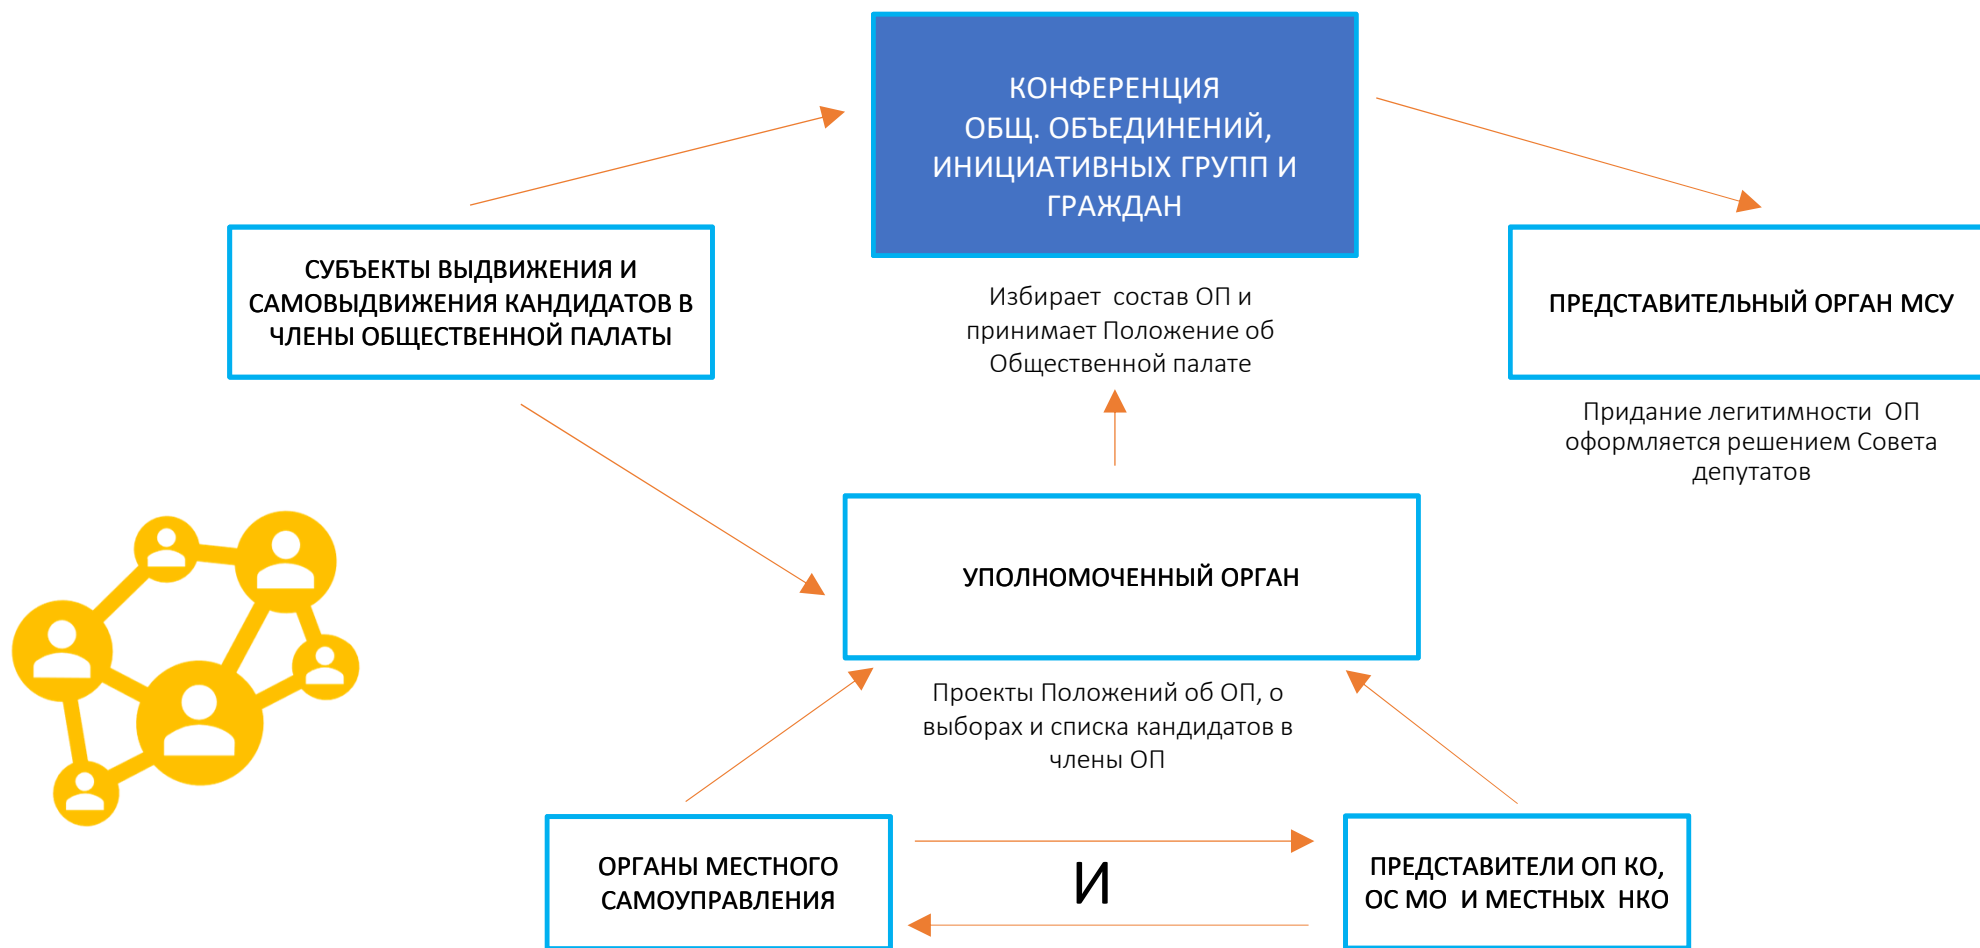 КОНФЕРЕНЦИЯ
ОБЩ. ОБЪЕДИНЕНИЙ,
ИНИЦИАТИВНЫХ ГРУПП И
ГРАЖДАН
СУБЪЕКТЫ ВЫДВИЖЕНИЯ И
САМОВЫДВИЖЕНИЯ КАНДИДАТОВ В
ЧЛЕНЫ ОБЩЕСТВЕННОЙ ПАЛАТЫ
Избирает состав ОП и
принимает Положение об
Общественной палате
ПРЕДСТАВИТЕЛЬНЫЙ ОРГАН МСУ
Придание легитимности ОП
оформляется решением Совета
депутатов
УПОЛНОМОЧЕННЫЙ ОРГАН
Проекты Положений об ОП, о
выборах и списка кандидатов в
члены ОП
ОРГАНЫ МЕСТНОГО
САМОУПРАВЛЕНИЯ
И
ПРЕДСТАВИТЕЛИ ОП КО,
ОС МО И МЕСТНЫХ НКО